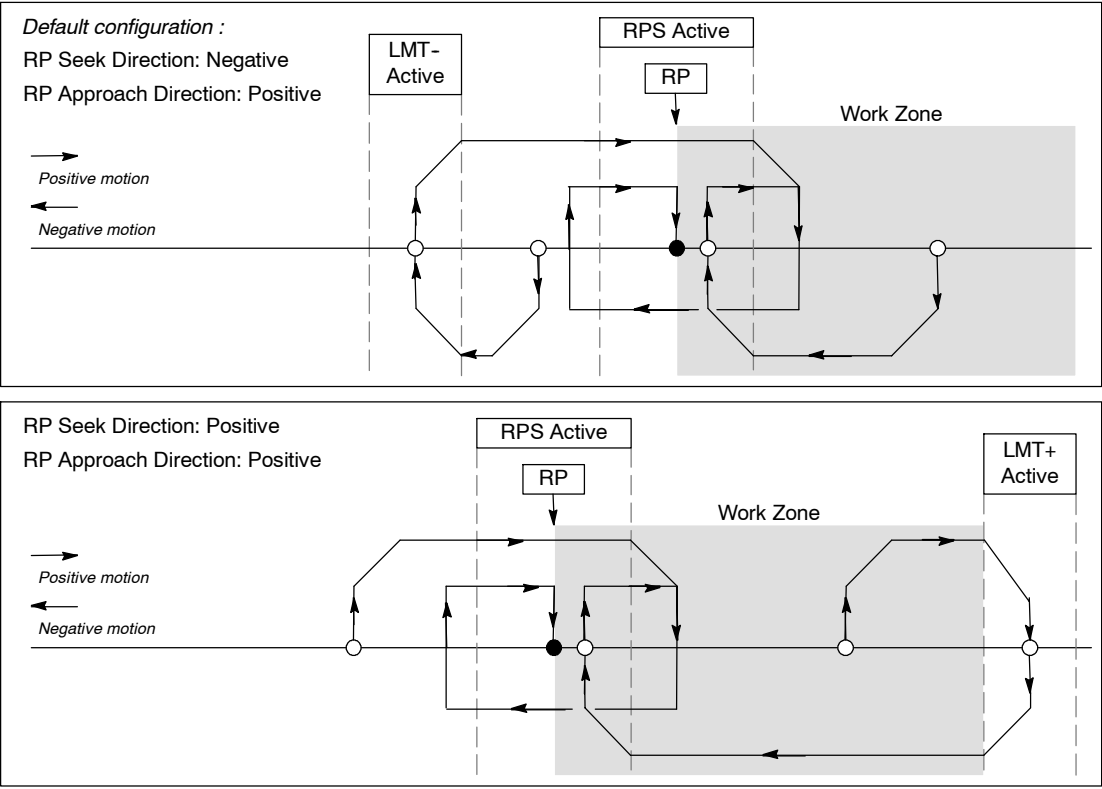 Default configuration :
RP Seek Direction: Negative
RP Approach Direction: Positive
LMT-
Active
RPS Active
RP
Work Zone
Positive motion
Negative motion
RP Seek Direction: Positive
RP Approach Direction: Positive
RPS Active
RP
LMT+
Active
Work Zone
Positive motion
Negative motion